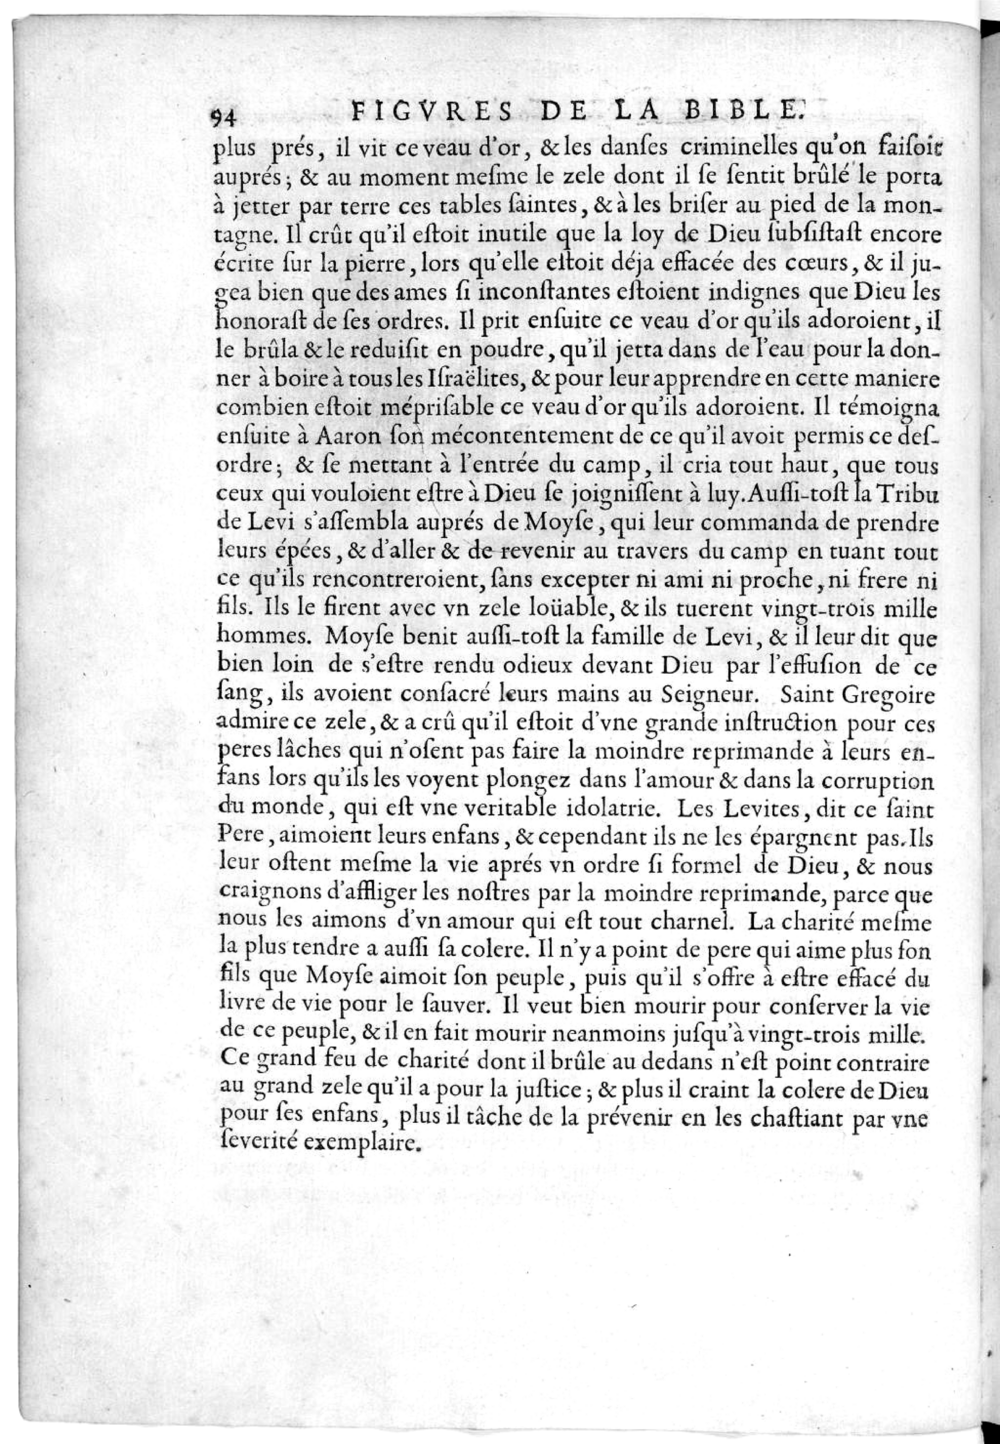 94 FIGVRES DE LA BIBLE.
plus prés, il vit ce veau d'or, & les danſes criminelles qu'on faiſoit
auprés; & au moment meſme le zele dont il ſe ſentit brûlé le porta
à jetter par terre ces tables ſaintes, & à les briſer au pied de la mon-
tagne. Il crût qu'il eſtoit inutile que la loy de Dieu ſubſiſtaſt encore
écrite ſur la pierre, lors qu'elle eſtoit déja effacée des cœurs, & il ju-
gea bien que des ames ſi inconſtantes eſtoient indignes que Dieu les
honoraſt de ſes ordres. Il prit enſuite ce veau d'or qu'ils adoroient, il
le brûla & le reduiſit en poudre, qu'il jetta dans de l'eau pour la don-
ner à boire à tous les Iſraëlites, & pour leur apprendre en cette maniere
combien eſtoit mépriſable ce veau d'or qu'ils adoroient. Il témoigna
enſuite à Aaron ſon mécontentement de ce qu'il avoit permis ce deſ-
ordre; & ſe mettant à l'entrée du camp, il cria tout haut, que tous
ceux qui vouloient eſtre à Dieu ſe joigniſſent à luy. Auſſi-toſt la Tribu
de Levi s'aſſembla auprés de Moyſe, qui leur commanda de prendre
leurs épées, & d'aller & de revenir au travers du camp en tuant tout
ce qu'ils rencontreroient, ſans excepter ni ami ni proche, ni frere ni
fils. Ils le firent avec vn zele loüable, & ils tuerent vingt-trois mille
hommes. Moyſe benit auſſi-toſt la famille de Levi, & il leur dit que
bien loin de s'eſtre rendu odieux devant Dieu par l'effuſion de ce
ſang, ils avoient conſacré leurs mains au Seigneur. Saint Gregoire
admire ce zele, & a crû qu'il eſtoit d'vne grande inſtruction pour ces
peres lâches qui n'oſent pas faire la moindre reprimande à leurs en-
fans lors qu'ils les voyent plongez dans l'amour & dans la corruption
du monde, qui eſt vne veritable idolatrie. Les Levites, dit ce ſaint
Pere, aimoient leurs enfans, & cependant ils ne les épargnent pas. Ils
leur oſtent meſme la vie aprés vn ordre ſi formel de Dieu, & nous
craignons d'affliger les noſtres par la moindre reprimande, parce que
nous les aimons d'vn amour qui eſt tout charnel. La charité meſme
la plus tendre a auſſi ſa colere. Il n'y a point de pere qui aime plus ſon
fils que Moyſe aimoit ſon peuple, puis qu'il s'offre à eſtre effacé du
livre de vie pour le ſauver. Il veut bien mourir pour conſerver la vie
de ce peuple, & il en fait mourir neanmoins juſqu'à vingt-trois mille.
Ce grand feu de charité dont il brûle au dedans n'eſt point contraire
au grand zele qu'il a pour la juſtice; & plus il craint la colere de Dieu
pour ſes enfans, plus il tâche de la prévenir en les chaſtiant par vne
ſeverité exemplaire.